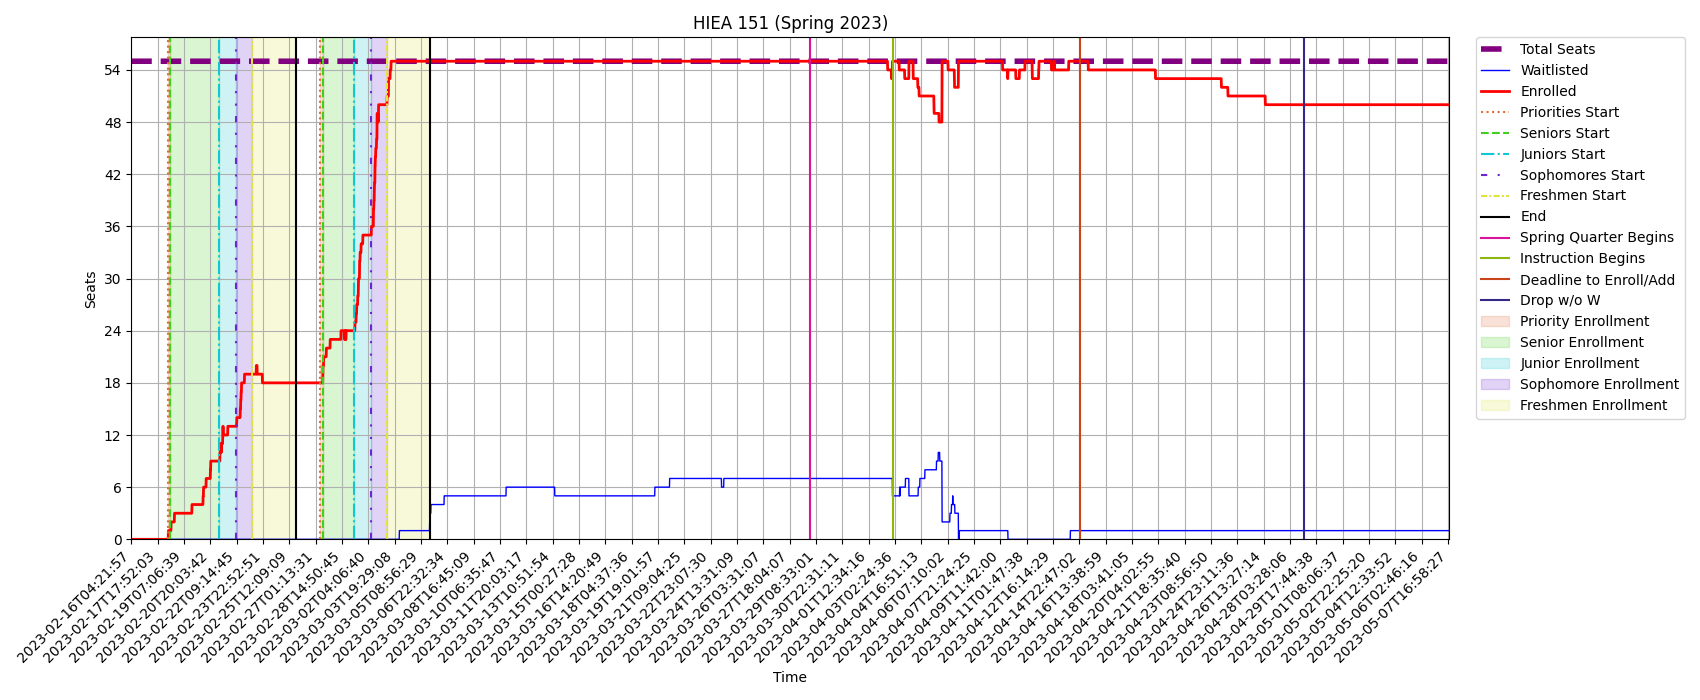 HIEA 151 (Spring 2023)
Seats
54
48
42
36
30
24
18
12
6
0
2023-02-16T04:21:57
2023-02-17T17:52:03
2023-02-19T07:06:39
2023-02-20T20:03:42
2023-02-22T09:14:45
2023-02-23T22:52:51
2023-02-25T12:09:09
2023-02-27T01:13:31
2023-02-28T14:50:45
2023-03-02T04:06:40
2023-03-03T19:29:08
2023-03-05T08:56:29
2023-03-06T22:32:34
2023-03-08T16:45:09
2023-03-10T06:35:47
2023-03-11T20:03:17
2023-03-13T10:51:54
2023-03-15T00:27:28
2023-03-16T14:20:49
2023-03-18T04:37:36
2023-03-19T19:01:57
2023-03-21T09:04:25
2023-03-22T23:07:30
2023-03-24T13:31:09
2023-03-26T03:31:07
2023-03-27T18:04:07
2023-03-29T08:33:01
2023-03-30T22:31:11
2023-04-01T12:34:16
2023-04-03T02:24:36
2023-04-04T16:51:13
2023-04-06T07:10:02
2023-04-07T21:24:25
2023-04-09T11:42:00
2023-04-11T01:47:38
2023-04-12T16:14:29
2023-04-14T22:47:02
2023-04-16T13:38:59
2023-04-18T03:41:05
2023-04-20T04:02:55
2023-04-21T18:35:40
2023-04-23T08:56:50
2023-04-24T23:11:36
2023-04-26T13:27:14
2023-04-28T03:28:06
2023-04-29T17:44:38
2023-05-01T08:06:37
2023-05-02T22:25:20
2023-05-04T12:33:52
2023-05-06T02:46:16
2023-05-07T16:58:27
Time
Total Seats
Waitlisted
Enrolled
Priorities Start
Seniors Start
Juniors Start
Sophomores Start
Freshmen Start
End
Spring Quarter Begins
Instruction Begins
Deadline to Enroll/Add
Drop w/o W
Priority Enrollment
Senior Enrollment
Junior Enrollment
Sophomore Enrollment
Freshmen Enrollment